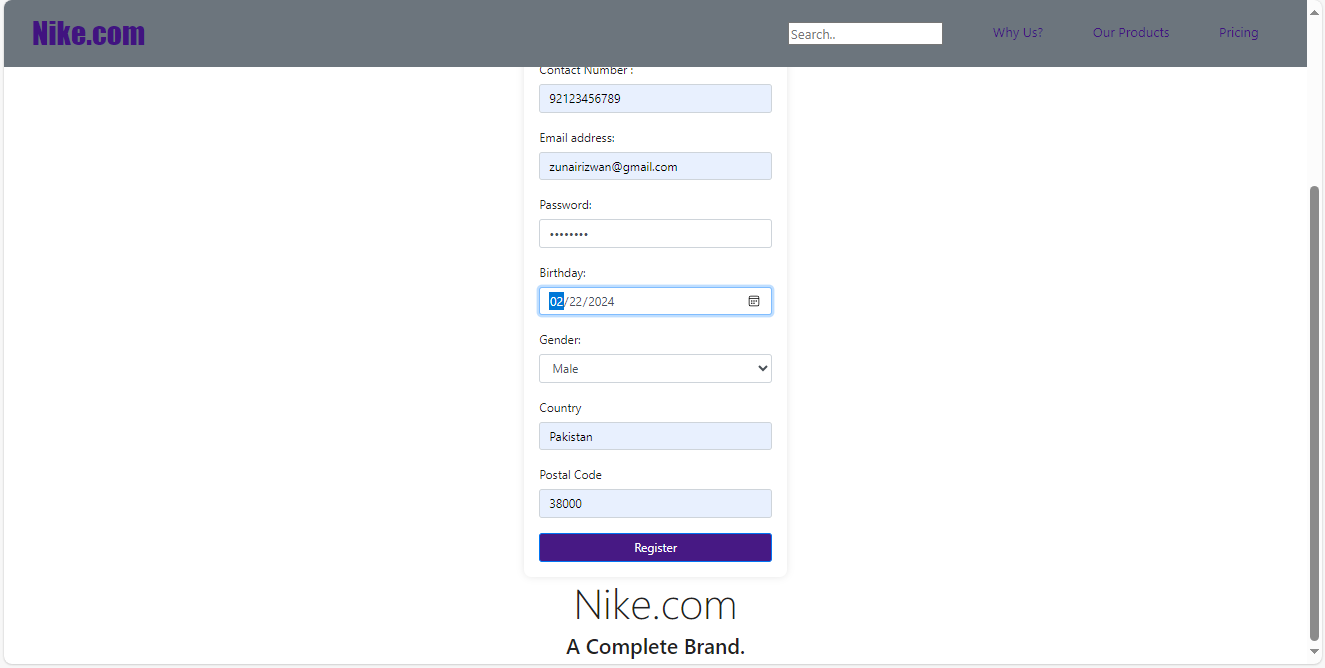 Nike.com
Search..
Why Us?
Our Products
Pricing
Contact Number :
92123456789
Email address:
zunairizwan@gmail.com
Password:
••••••••
Birthday:
02/22/2024
Gender:
Male
Country
Pakistan
Postal Code
38000
Register
Nike.com
A Complete Brand.